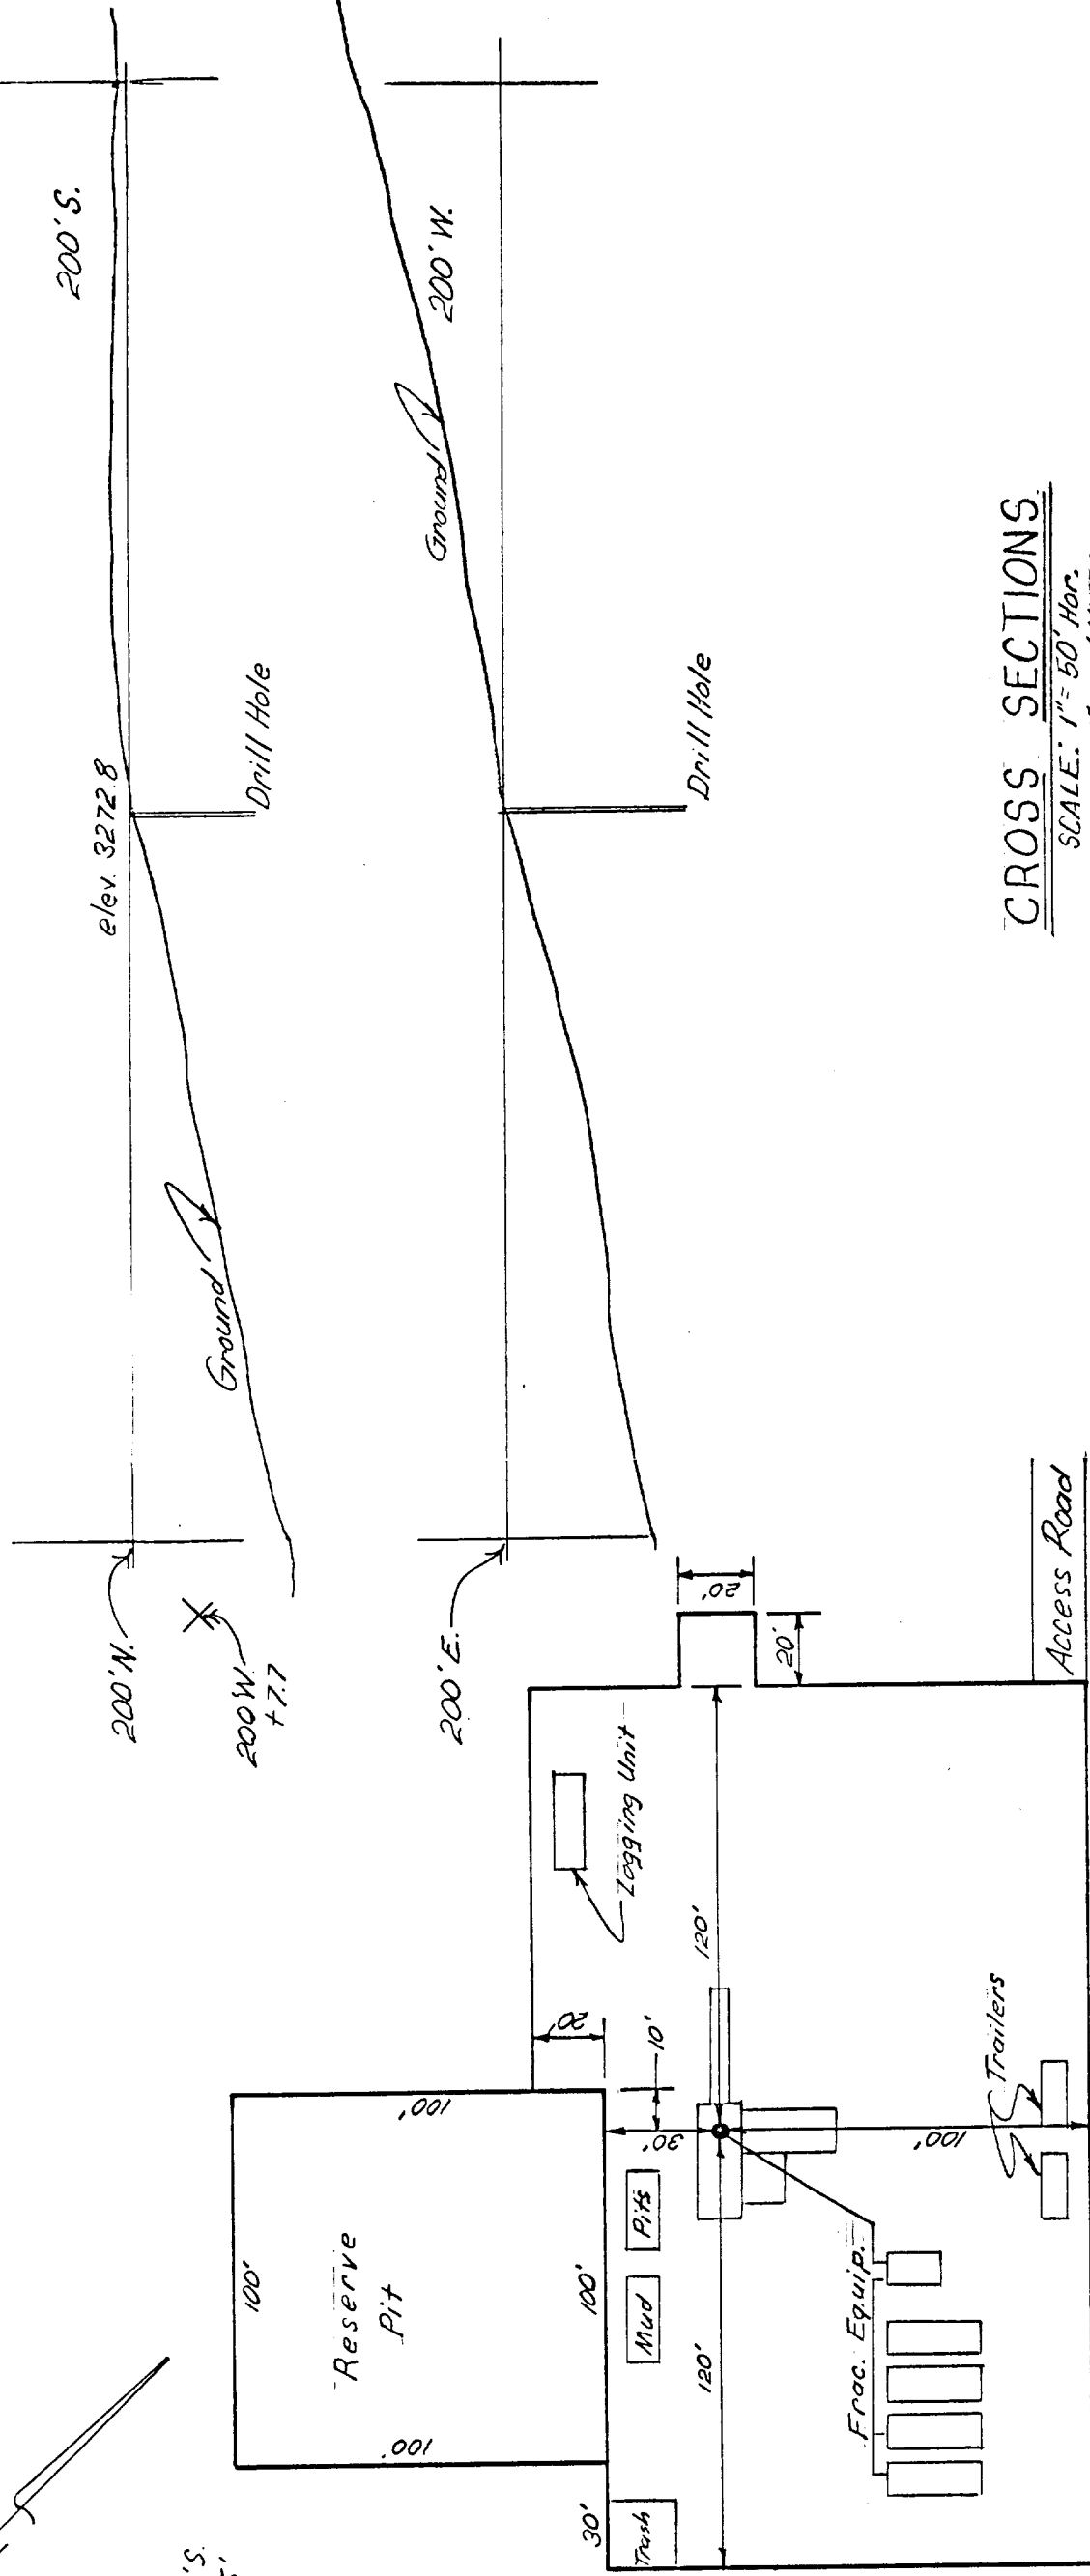 200' S.
elev. 3272.8
Drill Hole
Ground
200' N.
200' W.
+7.7
200' W.
Ground
Drill Hole
200' E.
CROSS SECTIONS
SCALE: 1" = 50' Hor.
20'
20'
Logging Unit
120'
20'
10'
30'
100'
100'
100'
100'
Reserve
Pit
Mud
Pits
120'
30'
Trash
100'
Trailers
Frac. Equip.
Access Road